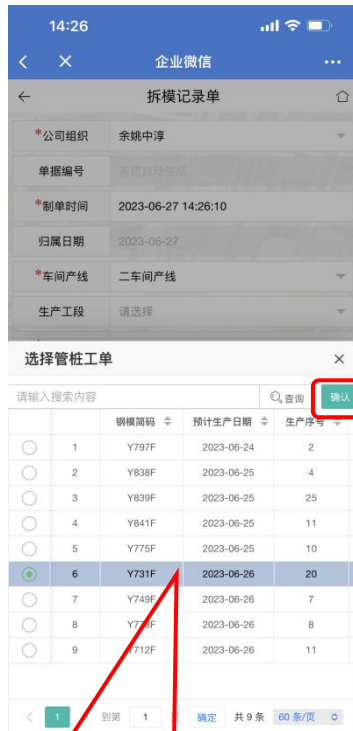 14:26
企业微信
拆模记录单
*公司组织 余姚中淳
单据编号 系统自动生成
*制单时间 2023-06-27 14:26:10
归属日期 2023-06-27
*车间产线 二车间产线
生产工段 请选择
选择管桩工单
请输入搜索内容 查询 确认
钢模简码 预计生产日期 生产序号
1 Y797F 2023-06-24 2
2 Y838F 2023-06-25 4
3 Y839F 2023-06-25 25
4 Y841F 2023-06-25 11
5 Y775F 2023-06-25 10
6 Y731F 2023-06-26 20
7 Y749F 2023-06-26 7
8 2023-06-26 8
9 Y712F 2023-06-26 11
1 到第 1 页 确定 共 9 条 60 条/页